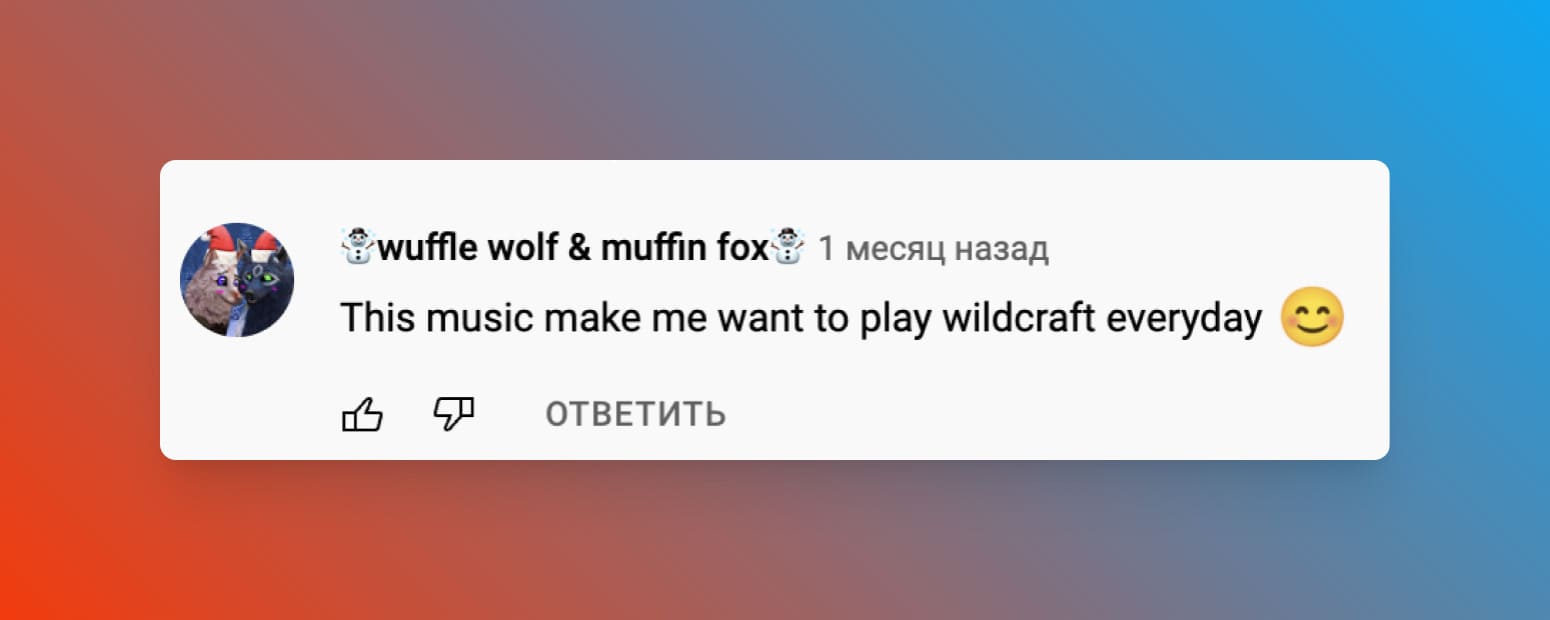 ☃️wuffle wolf & muffin fox☃️ 1 месяц назад
This music make me want to play wildcraft everyday 😊
ОТВЕТИТЬ